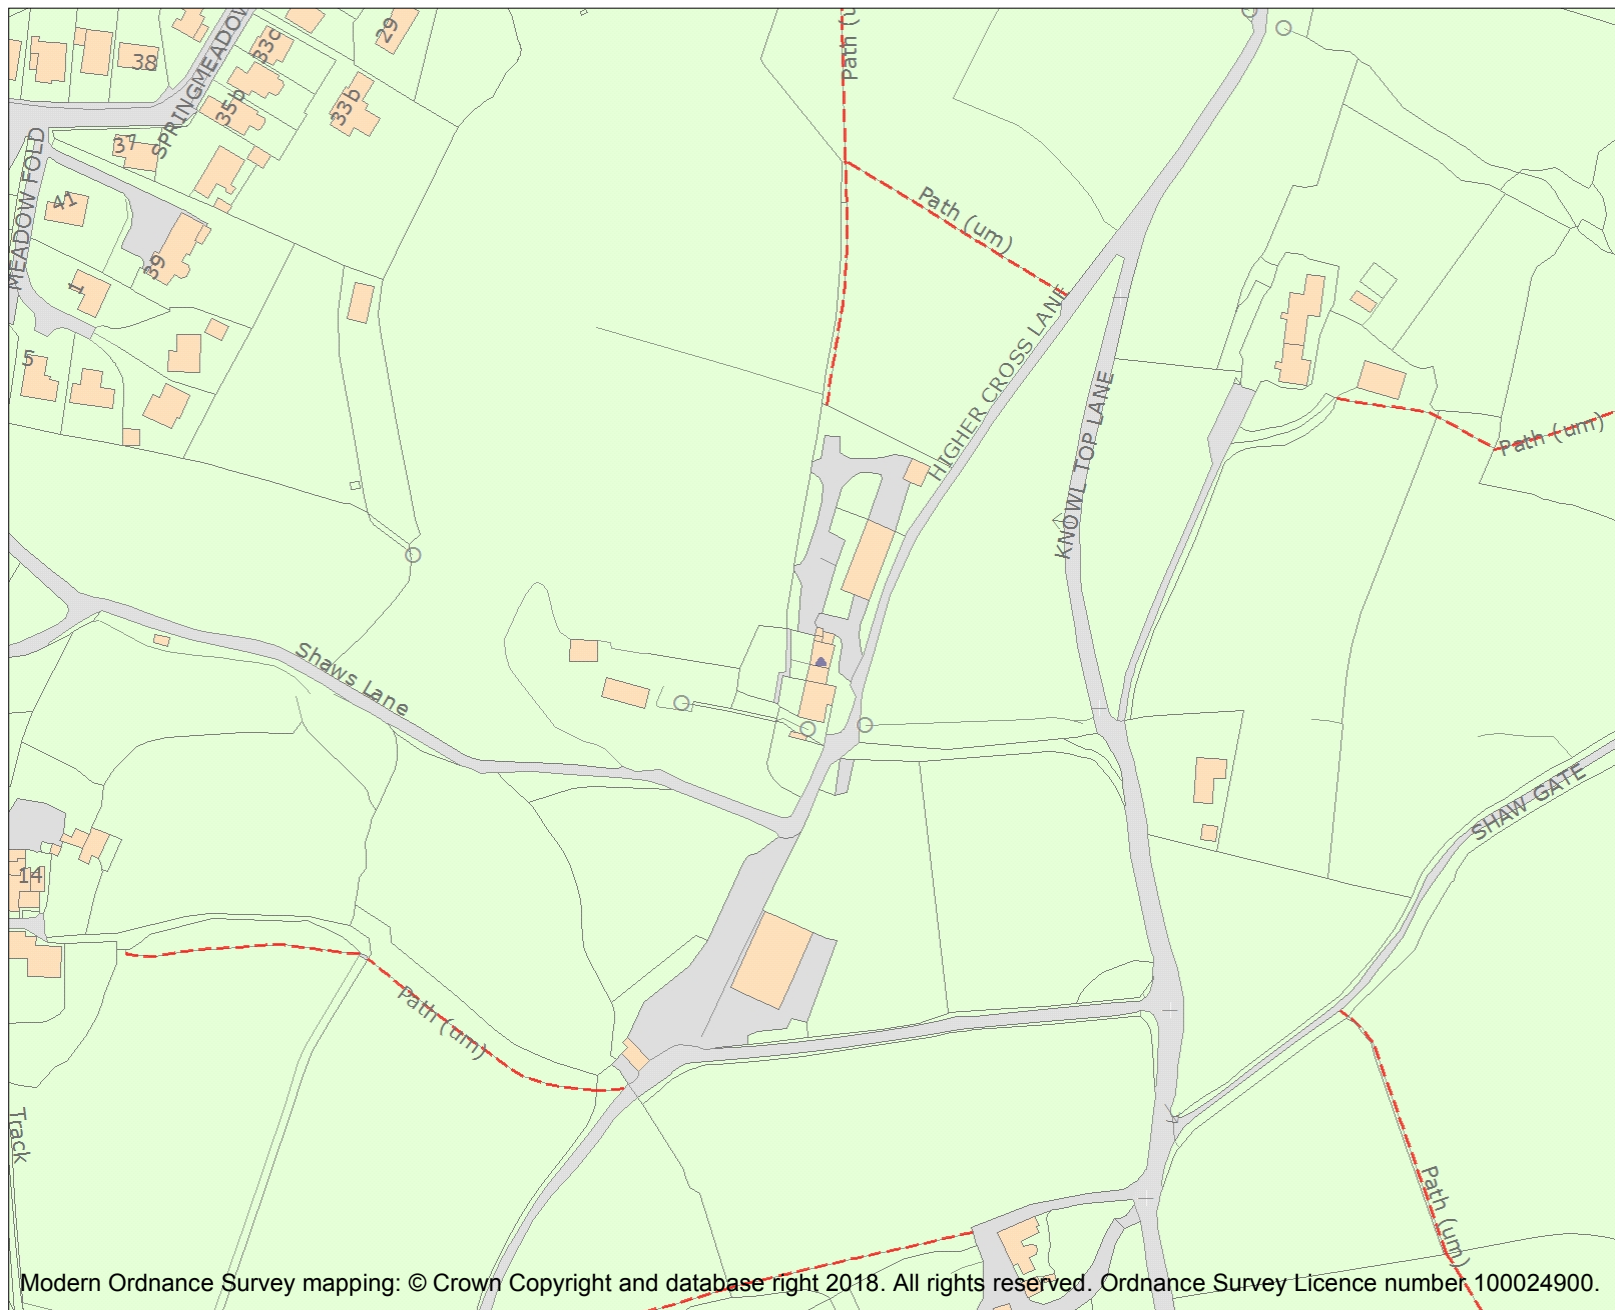 29
33c
38
SPRINGMEADOW
35b
33b
37
MEADOW FOLD
41
39
1
5
Path (u
Path (um)
HIGHER CROSS LANE
KNOWL TOP LANE
Path (um)
Shaws Lane
SHAW GATE
14
Path (um)
Track
Path (um)
Modern Ordnance Survey mapping: © Crown Copyright and database right 2018. All rights reserved. Ordnance Survey Licence number 100024900.